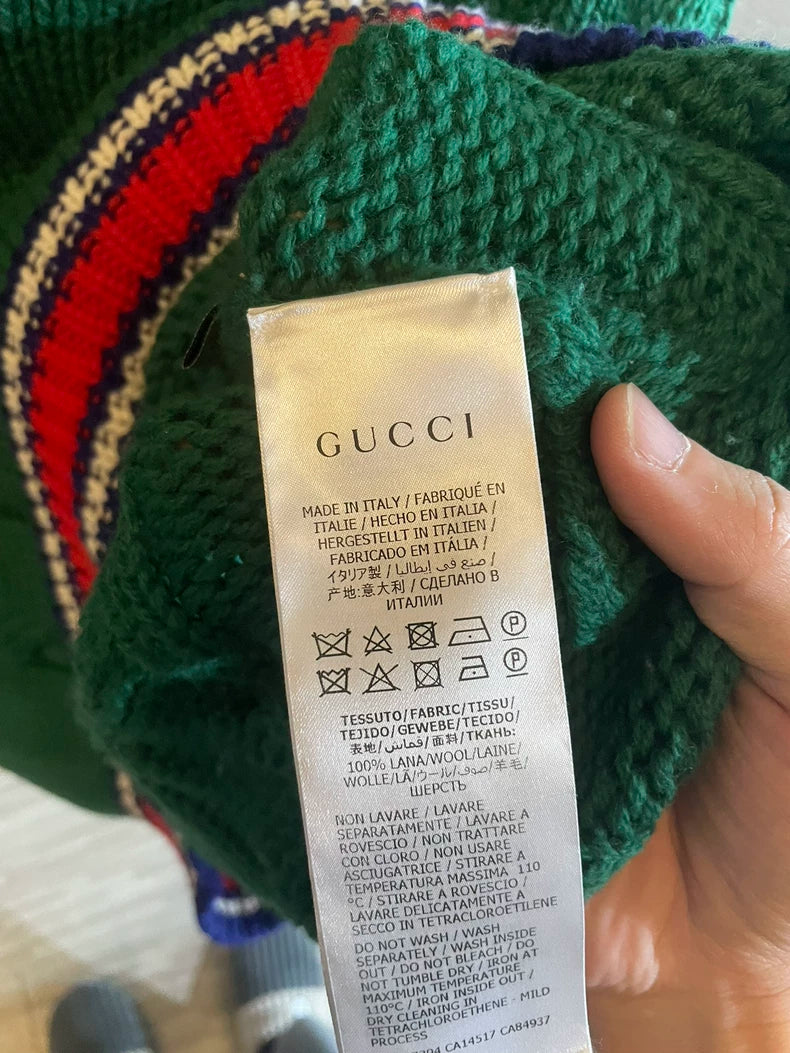 GUCCI
MADE IN ITALY / FABRIQUÉ EN
ITALIE / HECHO EN ITALIA /
HERGESTELLT IN ITALIEN /
FABRICADO EM ITÁLIA /
イタリア製 / صنع في إيطاليا /
产地:意大利 / СДЕЛАНО В
ИТАЛИИ
P
P
TESSUTO/FABRIC/TISSU/
TEJIDO/GEWEBE/TECIDO/
表地/قماش/面料/ТКАНЬ:
100% LANA/WOOL/LAINE/
WOLLE/LÃ/ウール/صوف/羊毛/
ШЕРСТЬ
NON LAVARE / LAVARE
SEPARATAMENTE / LAVARE A
ROVESCIO / NON TRATTARE
CON CLORO / NON USARE
ASCIUGATRICE / STIRARE A
TEMPERATURA MASSIMA 110
°C / STIRARE A ROVESCIO /
LAVARE DELICATAMENTE A
SECCO IN TETRACLOROETILENE
DO NOT WASH / WASH
SEPARATELY / WASH INSIDE
OUT / DO NOT BLEACH / DO
NOT TUMBLE DRY / IRON AT
MAXIMUM TEMPERATURE
110°C / IRON INSIDE OUT /
DRY CLEANING IN
TETRACHLOROETHENE - MILD
PROCESS
CA14517 CA84937